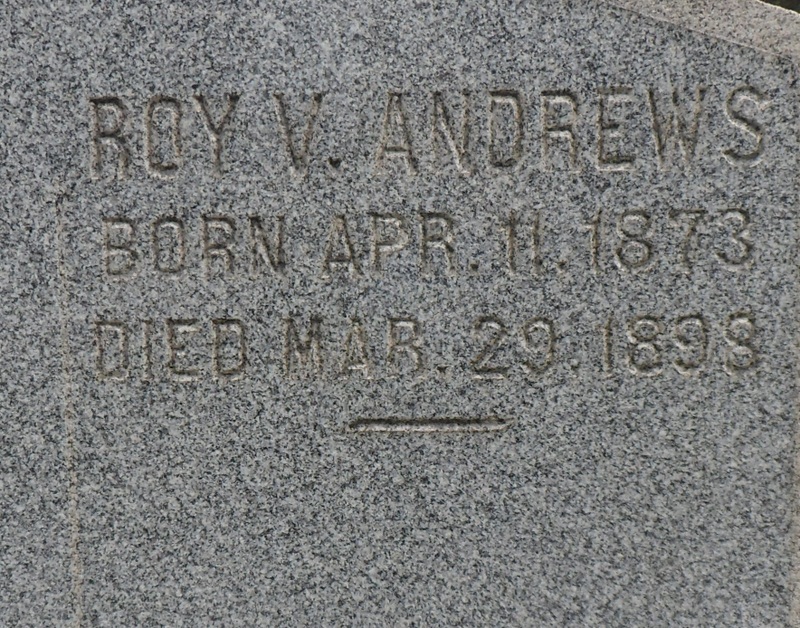 ROY V. ANDREWS
BORN APR. 11. 1873
DIED MAR. 29. 1898